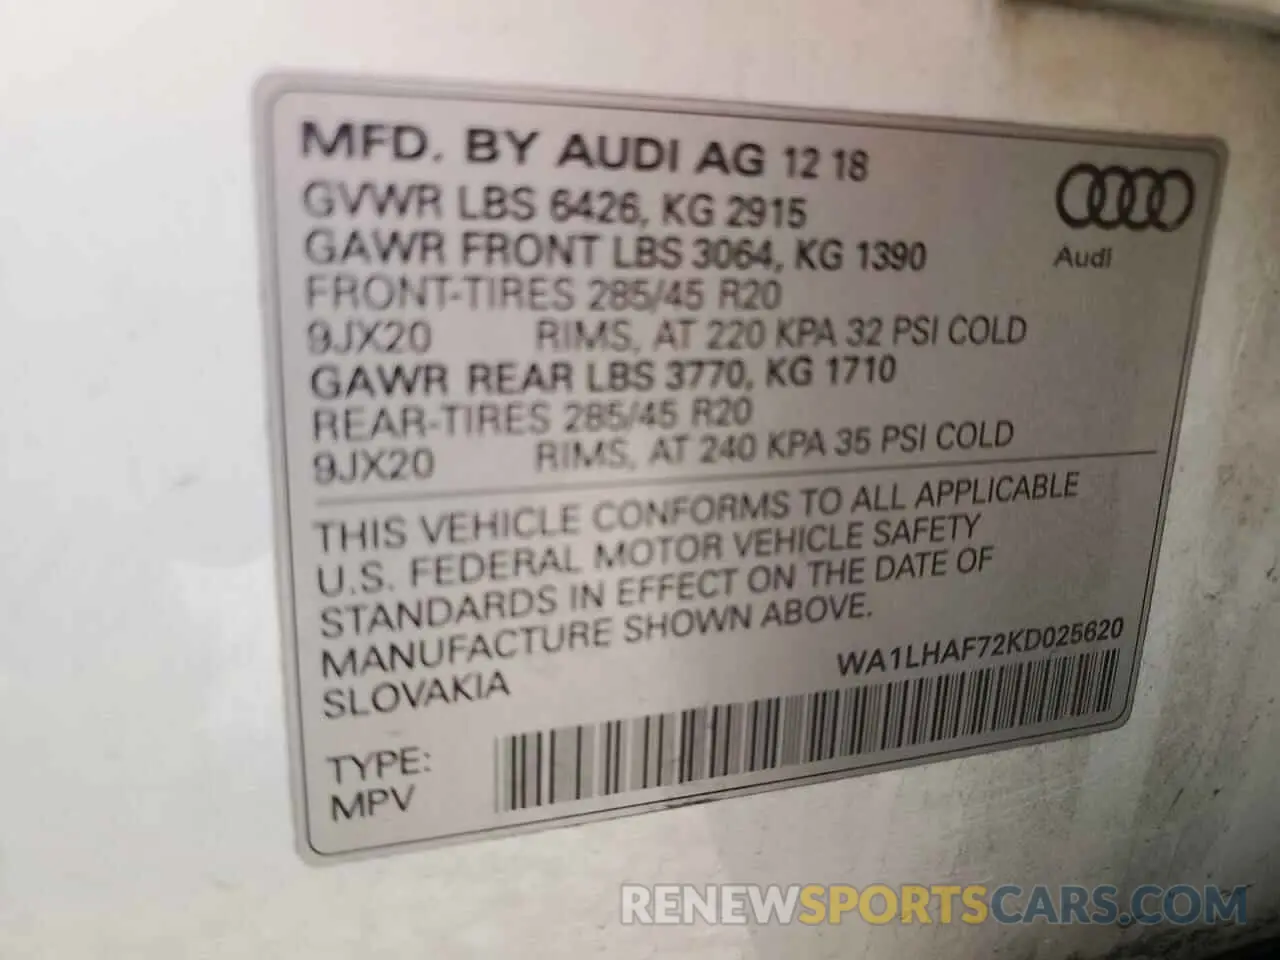 MFD. BY AUDI AG 12 18
GVWR LBS 6426, KG 2915
GAWR FRONT LBS 3064, KG 1390
FRONT-TIRES 285/45 R20
9JX20 RIMS, AT 220 KPA 32 PSI COLD
GAWR REAR LBS 3770, KG 1710
REAR-TIRES 285/45 R20
9JX20 RIMS, AT 240 KPA 35 PSI COLD
Audi
THIS VEHICLE CONFORMS TO ALL APPLICABLE
U.S. FEDERAL MOTOR VEHICLE SAFETY
STANDARDS IN EFFECT ON THE DATE OF
MANUFACTURE SHOWN ABOVE.
SLOVAKIA
WA1LHAF72KD025620
TYPE:
MPV
RENEWSPORTSCARS.COM